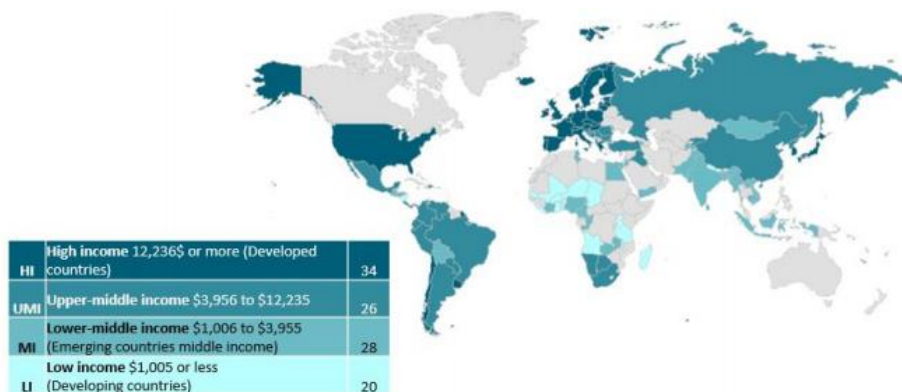 High income 12,236$ or more (Developed
HI countries) 34
UMI Upper-middle income $3,956 to $12,235 26
Lower-middle income $1,006 to $3,955
MI (Emerging countries middle income) 28
Low income $1,005 or less
LI (Developing countries) 20